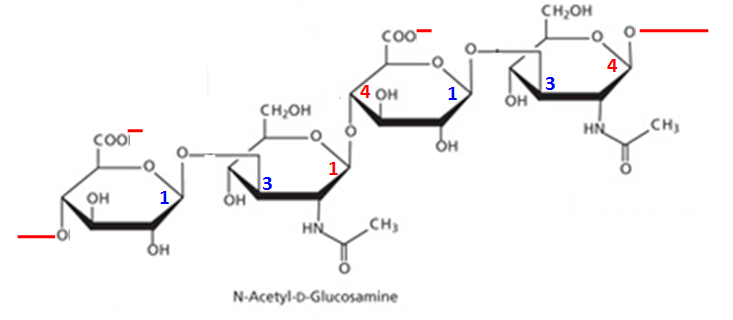 CH₂OH
COO
O
O
O
4
4 OH
1
3
OH
O
CH₂OH
HN
CH₃
COO
O
O
O
1
OH
O
OH
1
3
OH
O
HN
CH₃
OH
O
N-Acetyl-D-Glucosamine